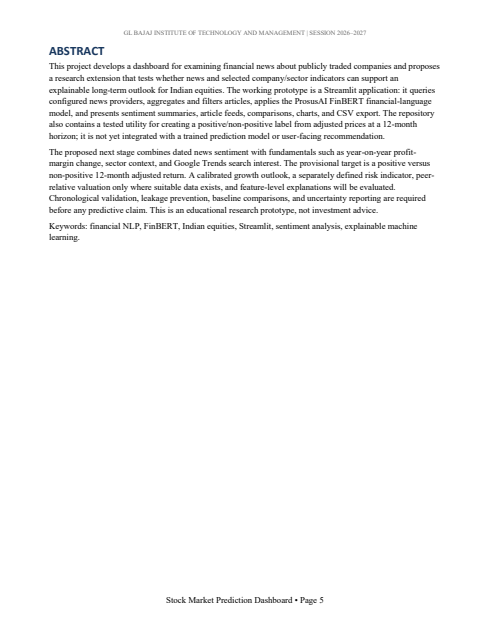 GL BAJAJ INSTITUTE OF TECHNOLOGY AND MANAGEMENT | SESSION 2026–2027
ABSTRACT
This project develops a dashboard for examining financial news about publicly traded companies and proposes
a research extension that tests whether news and selected company/sector indicators can support an
explainable long-term outlook for Indian equities. The working prototype is a Streamlit application: it queries
configured news providers, aggregates and filters articles, applies the ProsusAI FinBERT financial-language
model, and presents sentiment summaries, article feeds, comparisons, charts, and CSV export. The repository
also contains a tested utility for creating a positive/non-positive label from adjusted prices at a 12-month
horizon; it is not yet integrated with a trained prediction model or user-facing recommendation.
The proposed next stage combines dated news sentiment with fundamentals such as year-on-year profit-
margin change, sector context, and Google Trends search interest. The provisional target is a positive versus
non-positive 12-month adjusted return. A calibrated growth outlook, a separately defined risk indicator, peer-
relative valuation only where suitable data exists, and feature-level explanations will be evaluated.
Chronological validation, leakage prevention, baseline comparisons, and uncertainty reporting are required
before any predictive claim. This is an educational research prototype, not investment advice.
Keywords: financial NLP, FinBERT, Indian equities, Streamlit, sentiment analysis, explainable machine
learning.
Stock Market Prediction Dashboard • Page 5